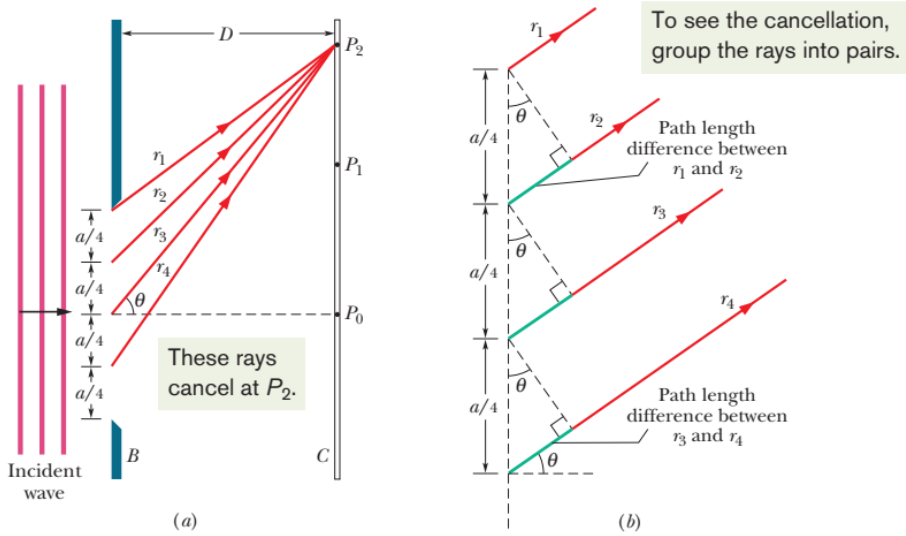 D
P₂
r₁
r₂
r₃
r₄
P₁
a/4
a/4
θ
P₀
a/4
These rays
cancel at P₂.
a/4
B
C
Incident
wave
(a)
To see the cancellation,
group the rays into pairs.
r₁
θ
r₂
a/4
Path length
difference between
r₁ and r₂
r₃
θ
a/4
r₄
θ
a/4
Path length
difference between
r₃ and r₄
θ
(b)